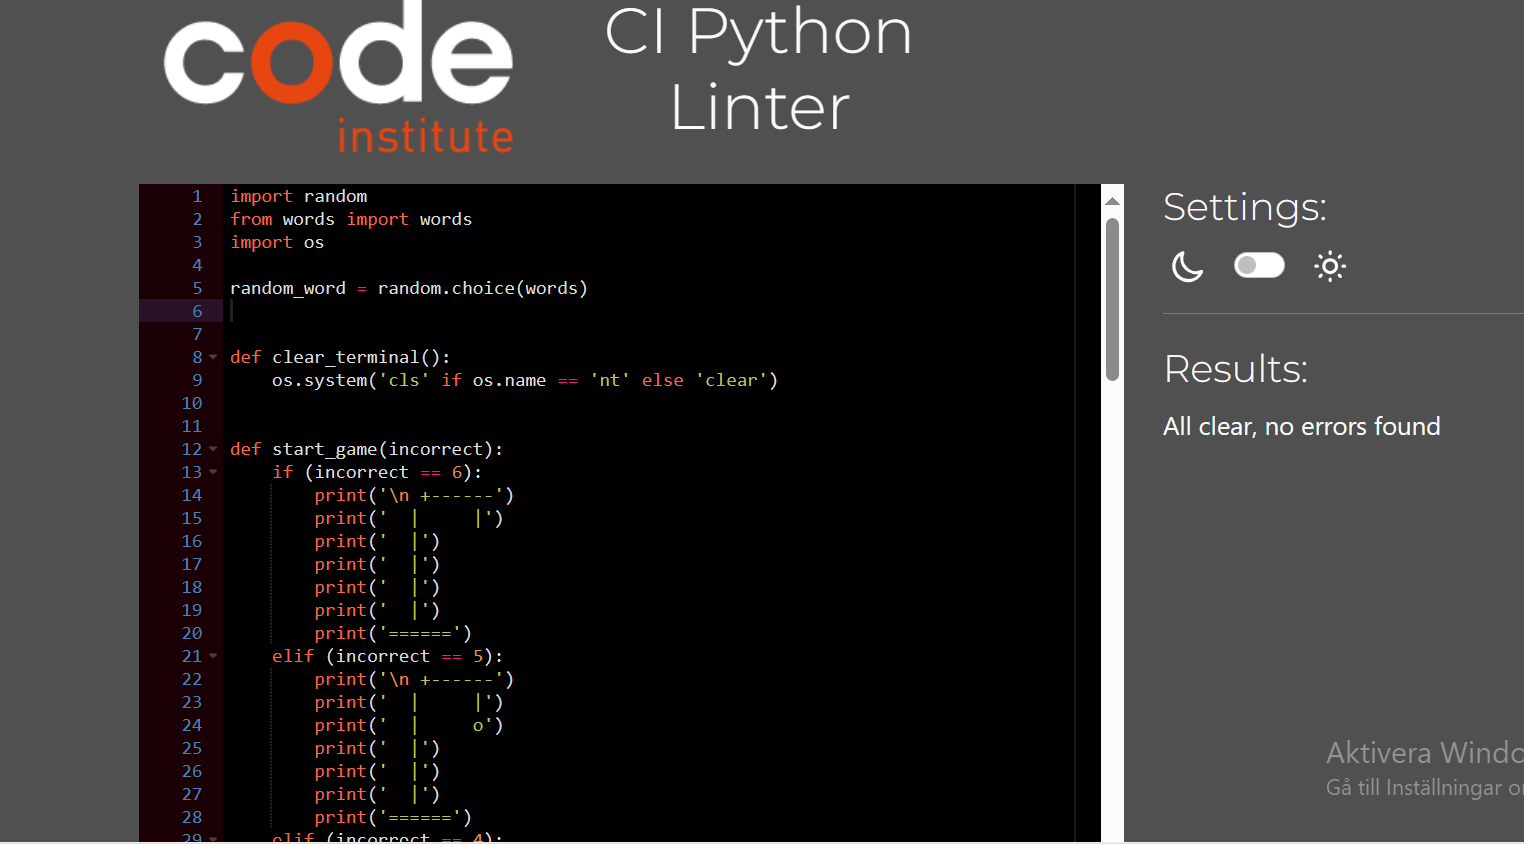 code
institute
CI Python
Linter
1 import random
2 from words import words
3 import os
4
5 random_word = random.choice(words)
6
7
8 def clear_terminal():
9     os.system('cls' if os.name == 'nt' else 'clear')
10
11
12 def start_game(incorrect):
13     if (incorrect == 6):
14         print('\n +------')
15         print('  |     |')
16         print('  |')
17         print('  |')
18         print('  |')
19         print('  |')
20         print('======')
21     elif (incorrect == 5):
22         print('\n +------')
23         print('  |     |')
24         print('  |     o')
25         print('  |')
26         print('  |')
27         print('  |')
28         print('======')
29     elif (incorrect == 4):
Settings:
Results:
All clear, no errors found
Aktivera Windo
Gå till Inställningar o